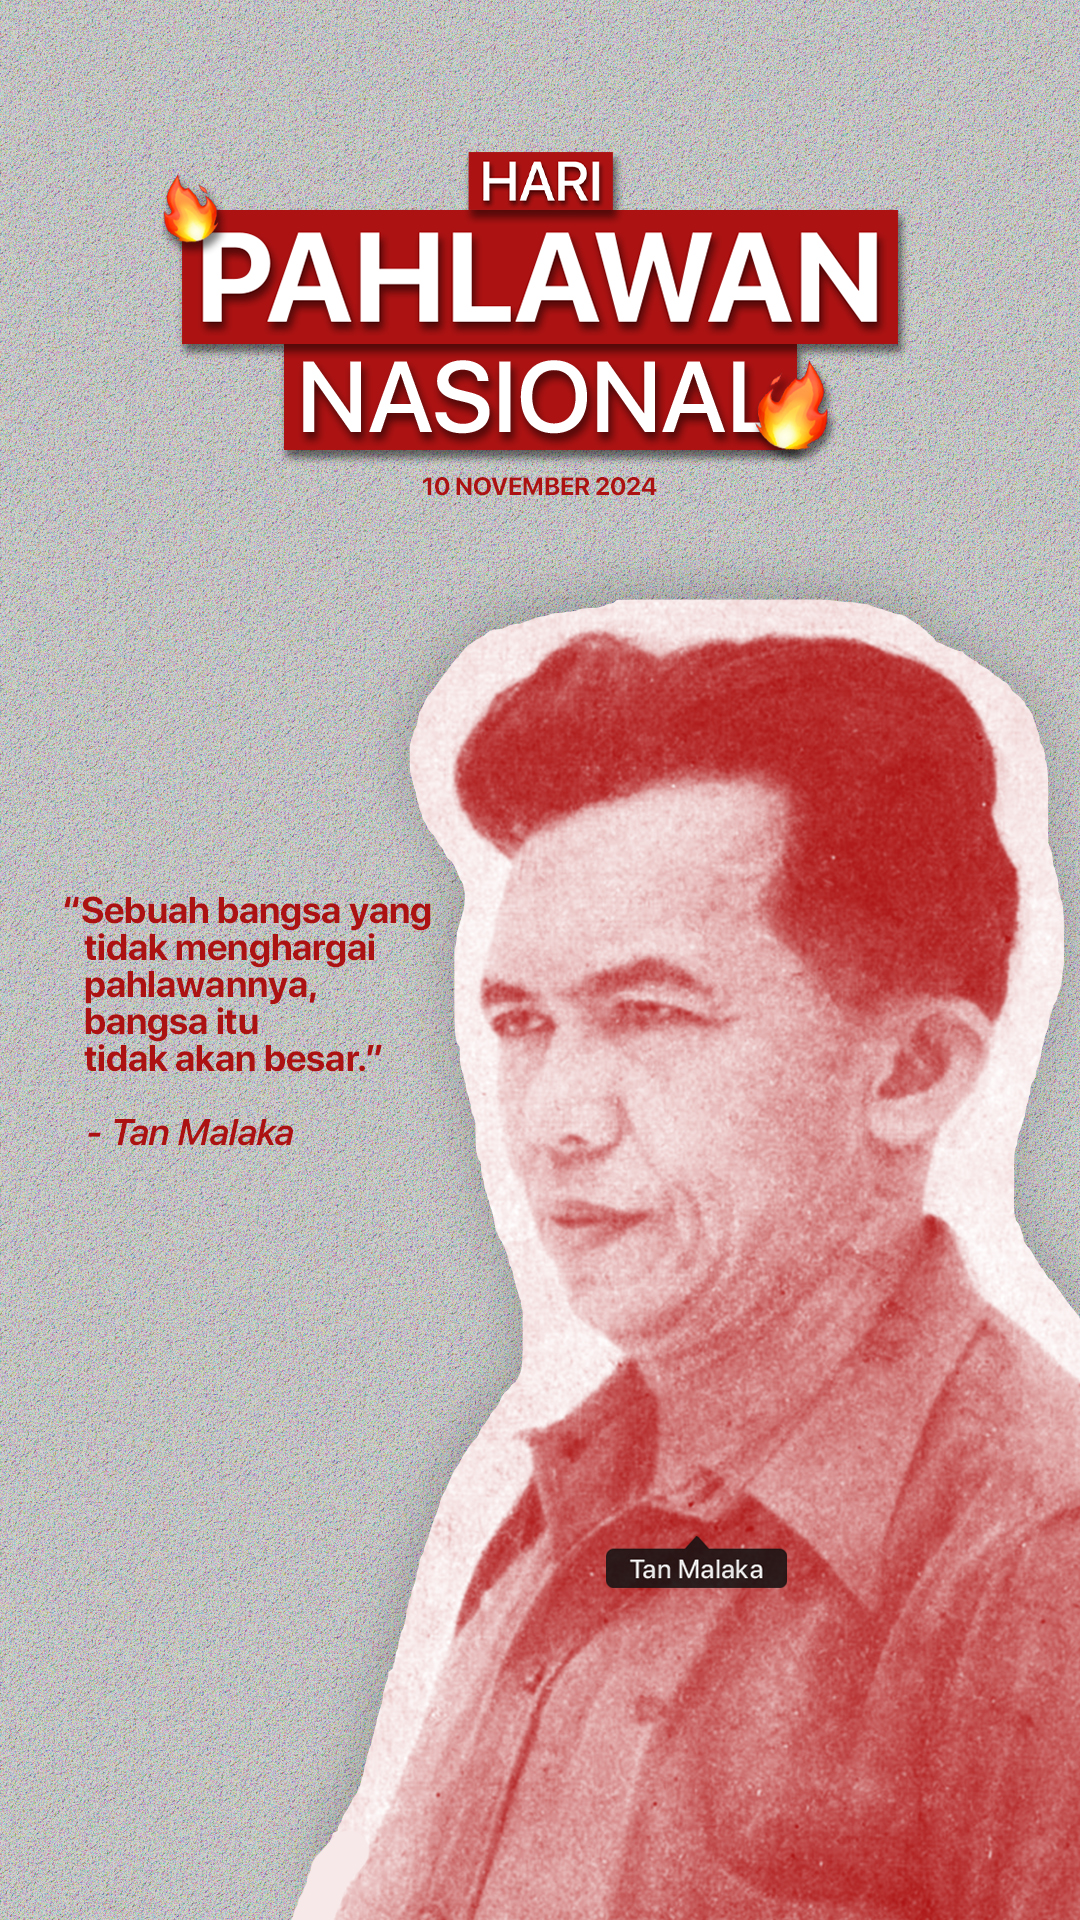 HARI
PAHLAWAN
NASIONAL
10 NOVEMBER 2024
“Sebuah bangsa yang
tidak menghargai
pahlawannya,
bangsa itu
tidak akan besar.”
- Tan Malaka
Tan Malaka